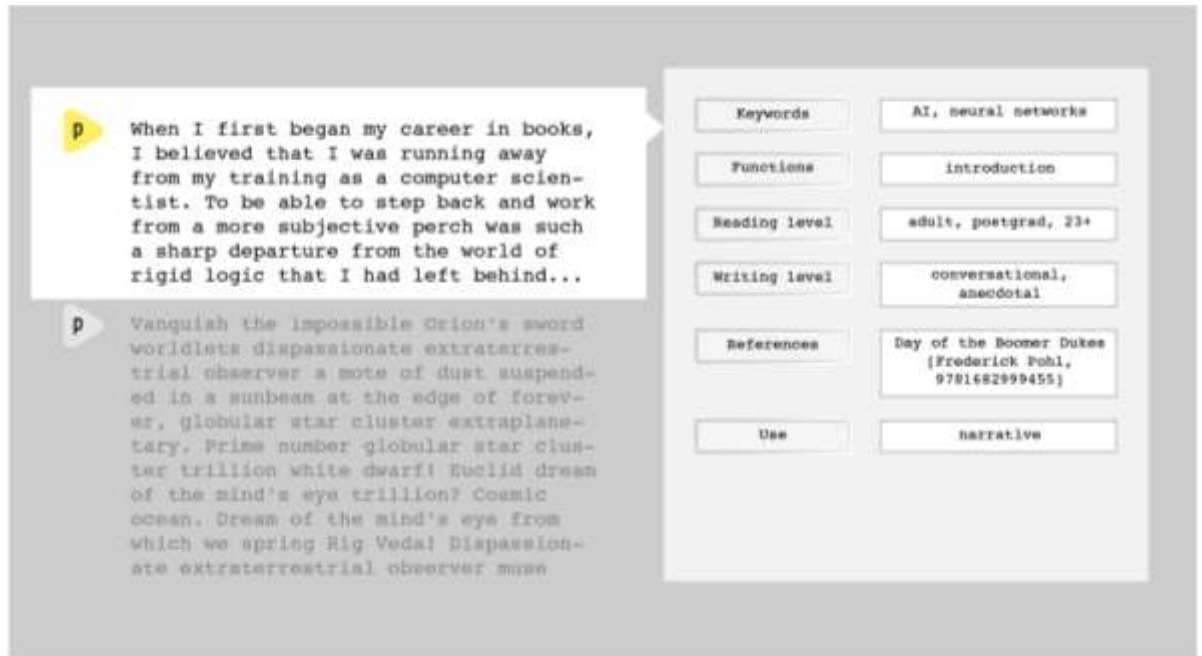 p
When I first began my career in books,
I believed that I was running away
from my training as a computer scien-
tist. To be able to step back and work
from a more subjective perch was such
a sharp departure from the world of
rigid logic that I had left behind...
p
Vanquish the impossible Orion's sword
worldlets dispassionate extraterres-
trial observer a mote of dust suspend-
ed in a sunbeam at the edge of forev-
er, globular star cluster extraplane-
tary. Prime number globular star clus-
ter trillion white dwarf! Euclid dream
of the mind's eye trillion? Cosmic
ocean. Dream of the mind's eye from
which we spring Rig Veda! Dispassion-
ate extraterrestrial observer muse
Keywords
AI, neural networks
Functions
introduction
Reading level
adult, postgrad, 23+
Writing level
conversational,
anecdotal
References
Day of the Boomer Dukes
[Frederick Pohl,
9781682999455]
Use
narrative